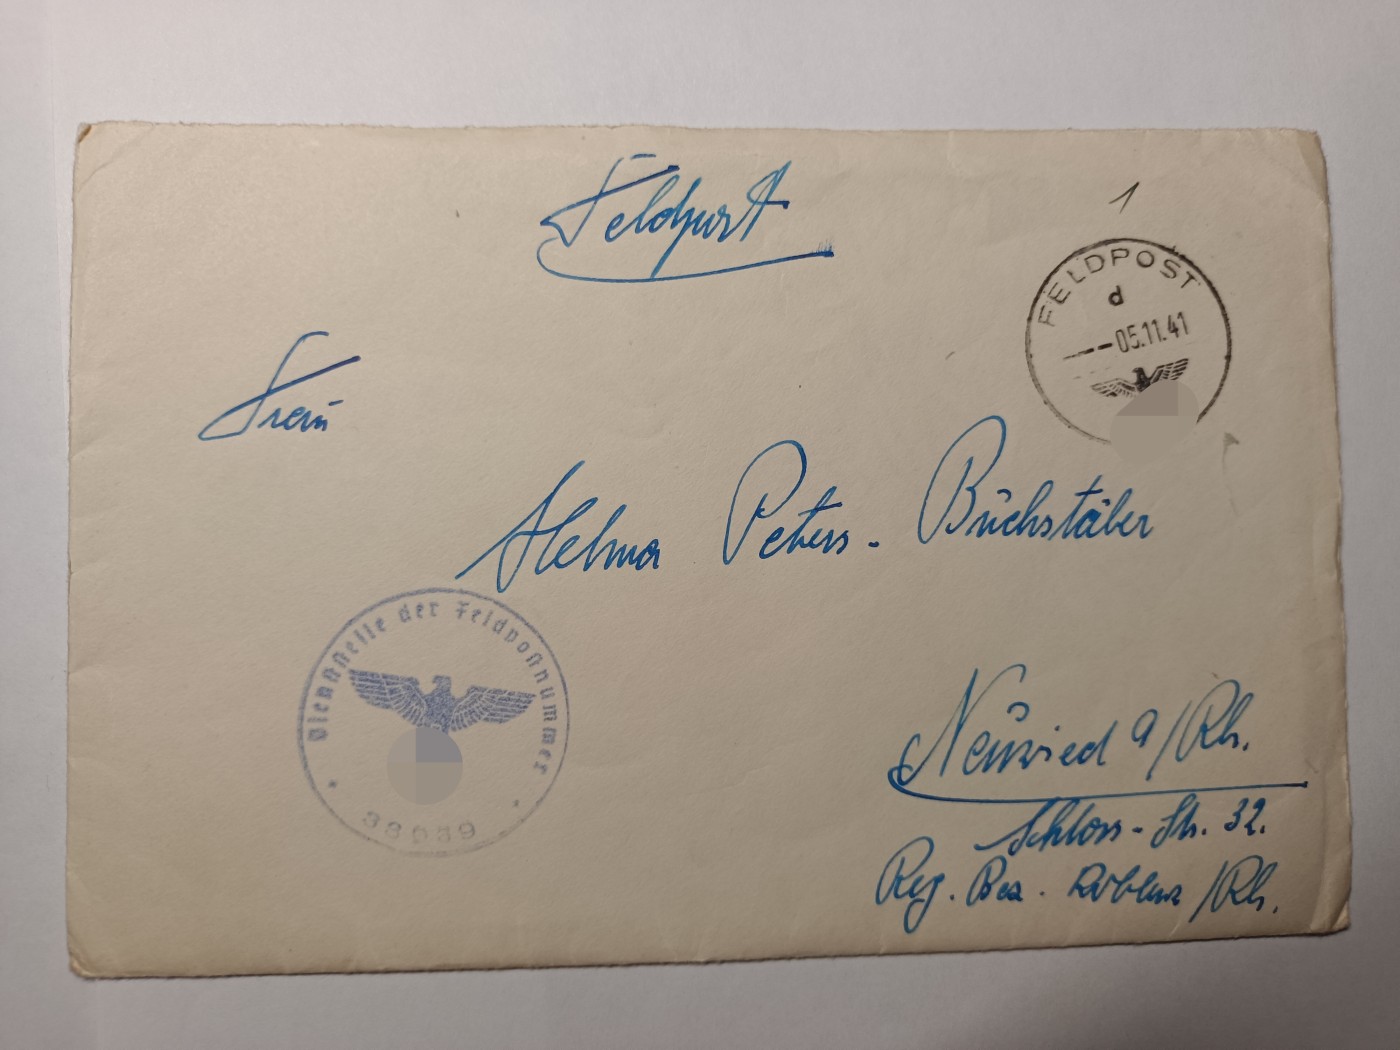 Feldpost
1
FELDPOST
d
--05.11.41
Frau
Helma Peters-Buchstäber
Dienststelle der Feldpostnummer
Neuwied a/Rh.
Schloss-Str. 32.
Reg. Bez. Koblenz /Rh.